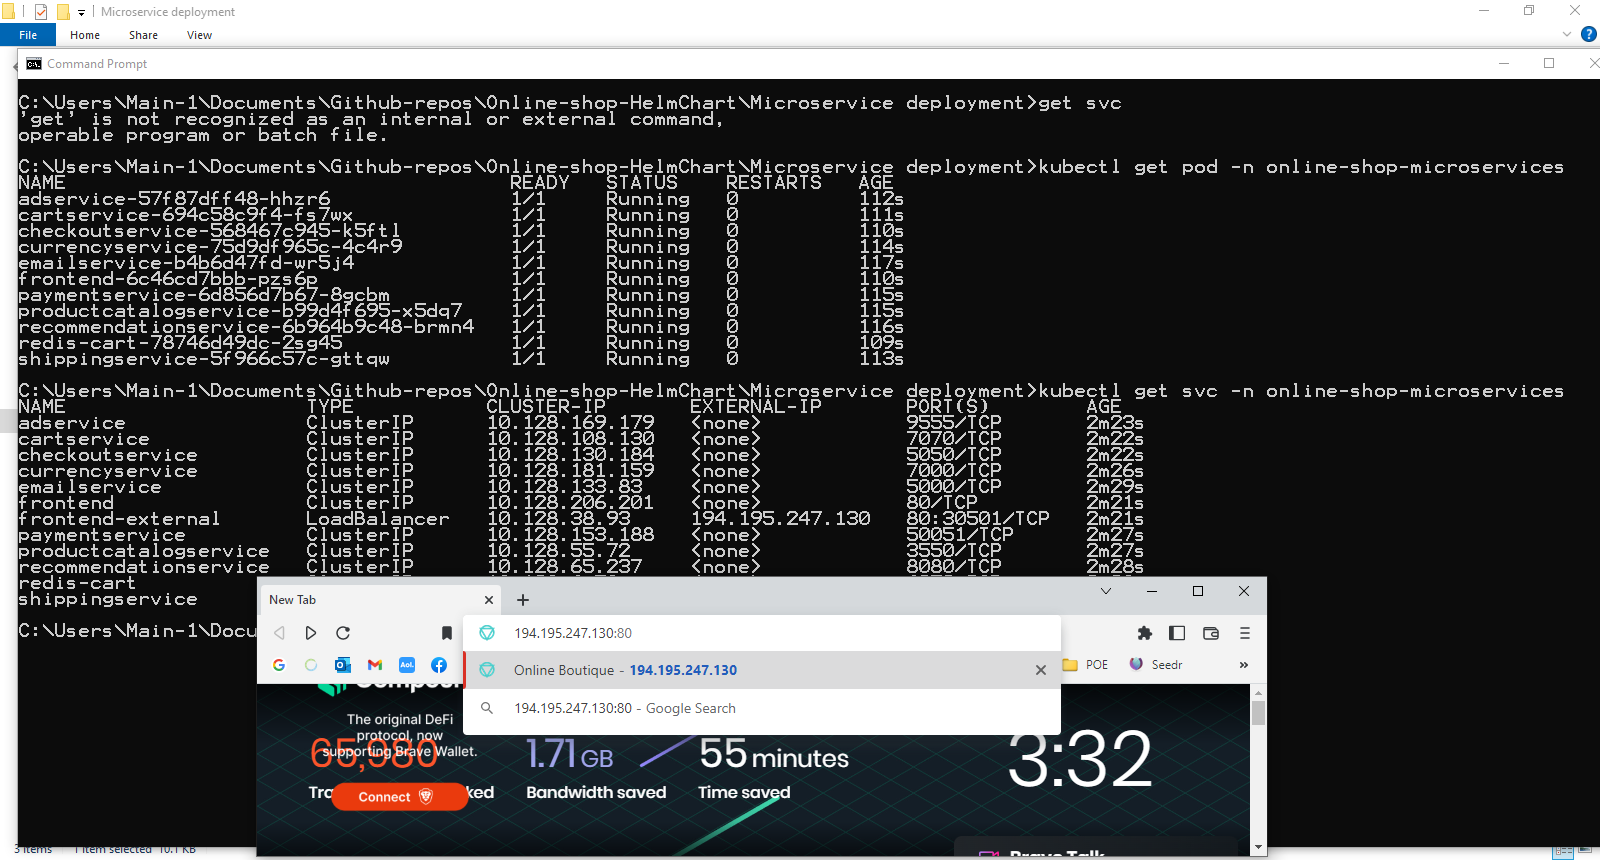 Microservice deployment
File Home Share View
Command Prompt
C:\Users\Main-1\Documents\Github-repos\Online-shop-HelmChart\Microservice deployment>get svc
'get' is not recognized as an internal or external command,
operable program or batch file.
C:\Users\Main-1\Documents\Github-repos\Online-shop-HelmChart\Microservice deployment>kubectl get pod -n online-shop-microservices
NAME READY STATUS RESTARTS AGE
adservice-57f87dff48-hhzr6 1/1 Running 0 112s
cartservice-694c58c9f4-fs7wx 1/1 Running 0 111s
checkoutservice-568467c945-k5ftl 1/1 Running 0 110s
currencyservice-75d9df965c-4c4r9 1/1 Running 0 114s
emailservice-b4b6d47fd-wr5j4 1/1 Running 0 117s
frontend-6c46cd7bbb-pzs6p 1/1 Running 0 110s
paymentservice-6d856d7b67-8gcbm 1/1 Running 0 115s
productcatalogservice-b99d4f695-x5dq7 1/1 Running 0 115s
recommendationservice-6b964b9c48-brmn4 1/1 Running 0 116s
redis-cart-78746d49dc-2sg45 1/1 Running 0 109s
shippingservice-5f966c57c-gttqw 1/1 Running 0 113s
C:\Users\Main-1\Documents\Github-repos\Online-shop-HelmChart\Microservice deployment>kubectl get svc -n online-shop-microservices
NAME TYPE CLUSTER-IP EXTERNAL-IP PORT(S) AGE
adservice ClusterIP 10.128.169.179 <none> 9555/TCP 2m23s
cartservice ClusterIP 10.128.108.130 <none> 7070/TCP 2m22s
checkoutservice ClusterIP 10.128.130.184 <none> 5050/TCP 2m22s
currencyservice ClusterIP 10.128.181.159 <none> 7000/TCP 2m26s
emailservice ClusterIP 10.128.133.83 <none> 5000/TCP 2m29s
frontend ClusterIP 10.128.206.201 <none> 80/TCP 2m21s
frontend-external LoadBalancer 10.128.38.93 194.195.247.130 80:30501/TCP 2m21s
paymentservice ClusterIP 10.128.153.188 <none> 50051/TCP 2m27s
productcatalogservice ClusterIP 10.128.55.72 <none> 3550/TCP 2m27s
recommendationservice ClusterIP 10.128.65.237 <none> 8080/TCP 2m28s
redis-cart
shippingservice
C:\Users\Main-1\Docu
New Tab
194.195.247.130:80
Aol.
POE Seedr »
Online Boutique - 194.195.247.130
194.195.247.130:80 - Google Search
The original DeFi
protocol, now
supporting Brave Wallet.
65,980 1.71 GB 55 minutes 3:32
Connect
Bandwidth saved Time saved
Brave Talk
3 items 1 item selected 10.1 KB